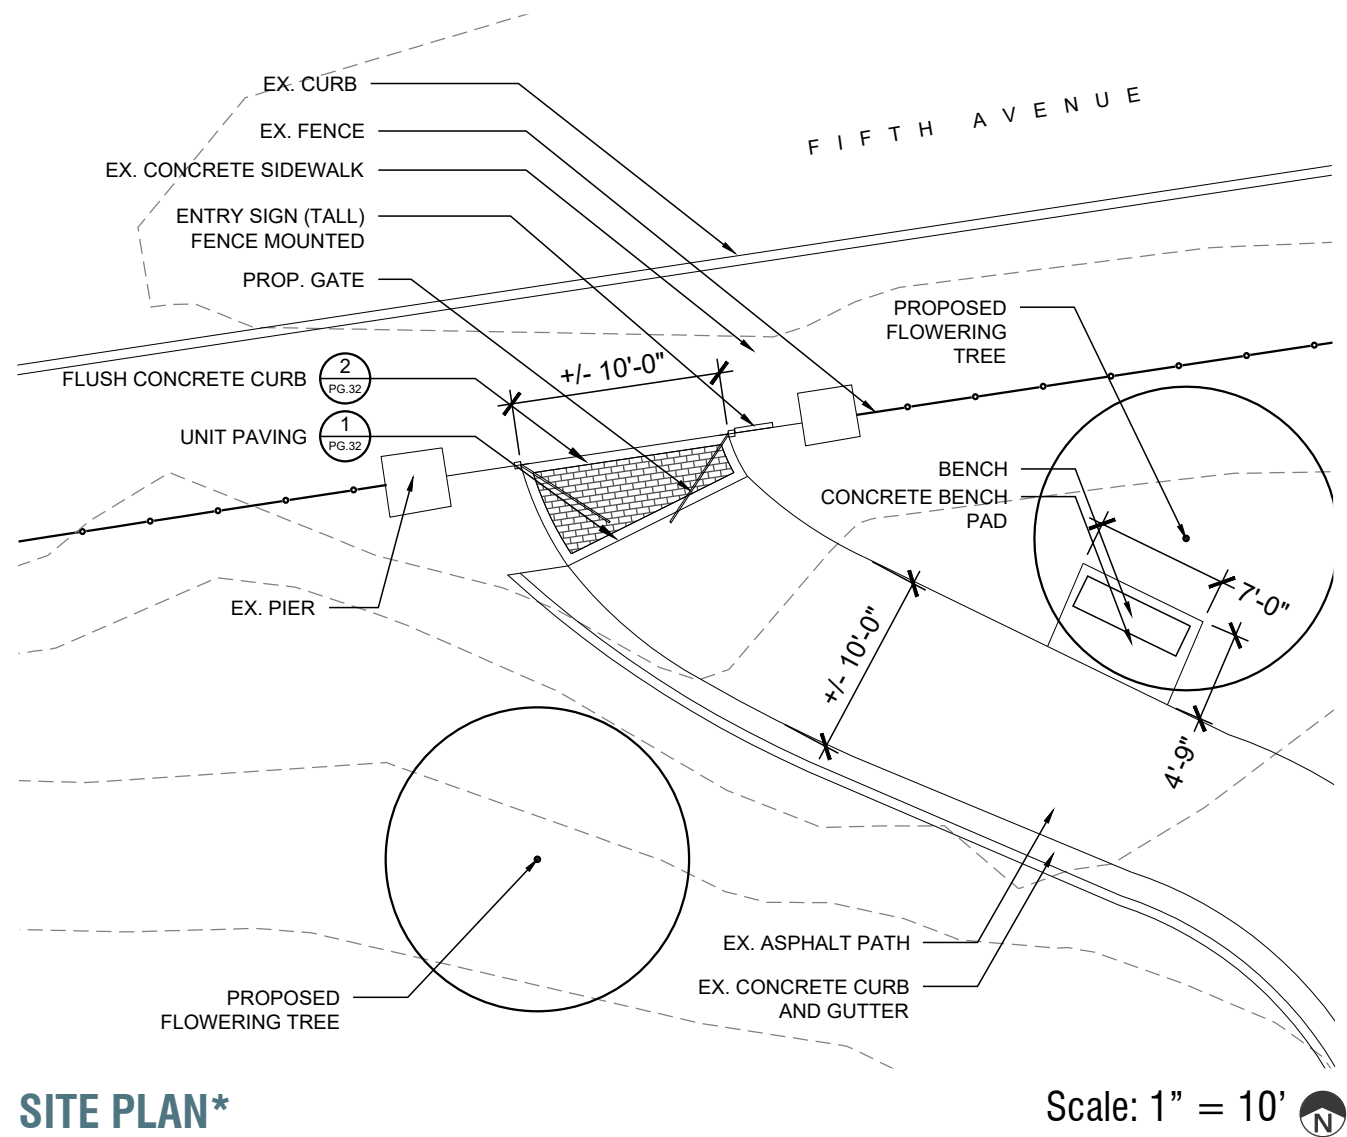 EX. CURB
EX. FENCE
EX. CONCRETE SIDEWALK
ENTRY SIGN (TALL)
FENCE MOUNTED
PROP. GATE
FLUSH CONCRETE CURB
2
PG.32
UNIT PAVING
1
PG.32
EX. PIER
+/- 10'-0"
FIFTH AVENUE
PROPOSED
FLOWERING
TREE
BENCH
CONCRETE BENCH
PAD
7'-0"
4'-9"
+/- 10'-0"
EX. ASPHALT PATH
EX. CONCRETE CURB
AND GUTTER
PROPOSED
FLOWERING TREE
SITE PLAN*
Scale: 1” = 10’
N